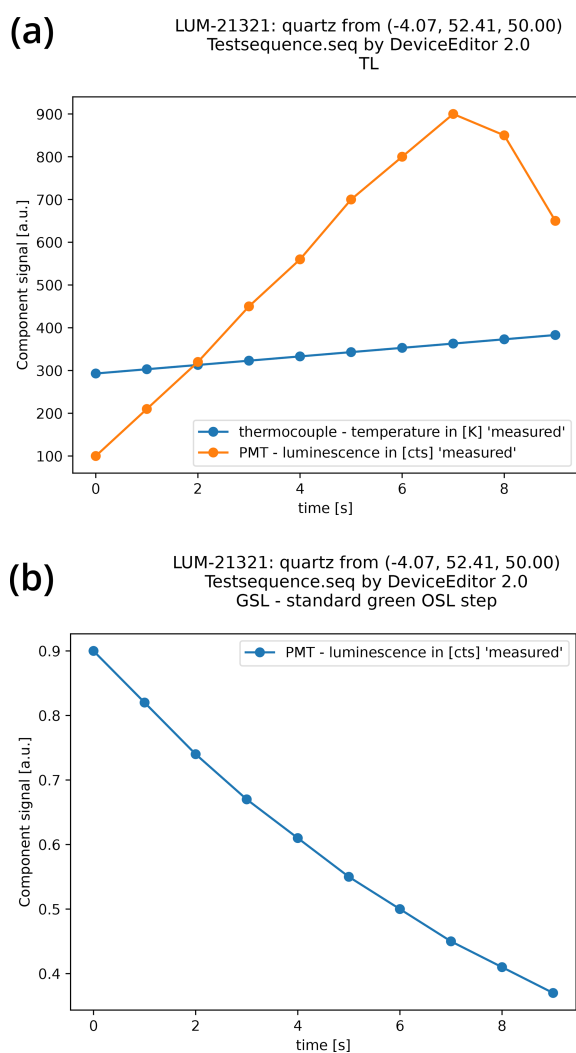 (a)
LUM-21321: quartz from (-4.07, 52.41, 50.00)
Testsequence.seq by DeviceEditor 2.0
TL
Component signal [a.u.]
900
800
700
600
500
400
300
200
100
thermocouple - temperature in [K] 'measured'
PMT - luminescence in [cts] 'measured'
0 2 4 6 8
time [s]
(b)
LUM-21321: quartz from (-4.07, 52.41, 50.00)
Testsequence.seq by DeviceEditor 2.0
GSL - standard green OSL step
Component signal [a.u.]
PMT - luminescence in [cts] 'measured'
0.9
0.8
0.7
0.6
0.5
0.4
0 2 4 6 8
time [s]